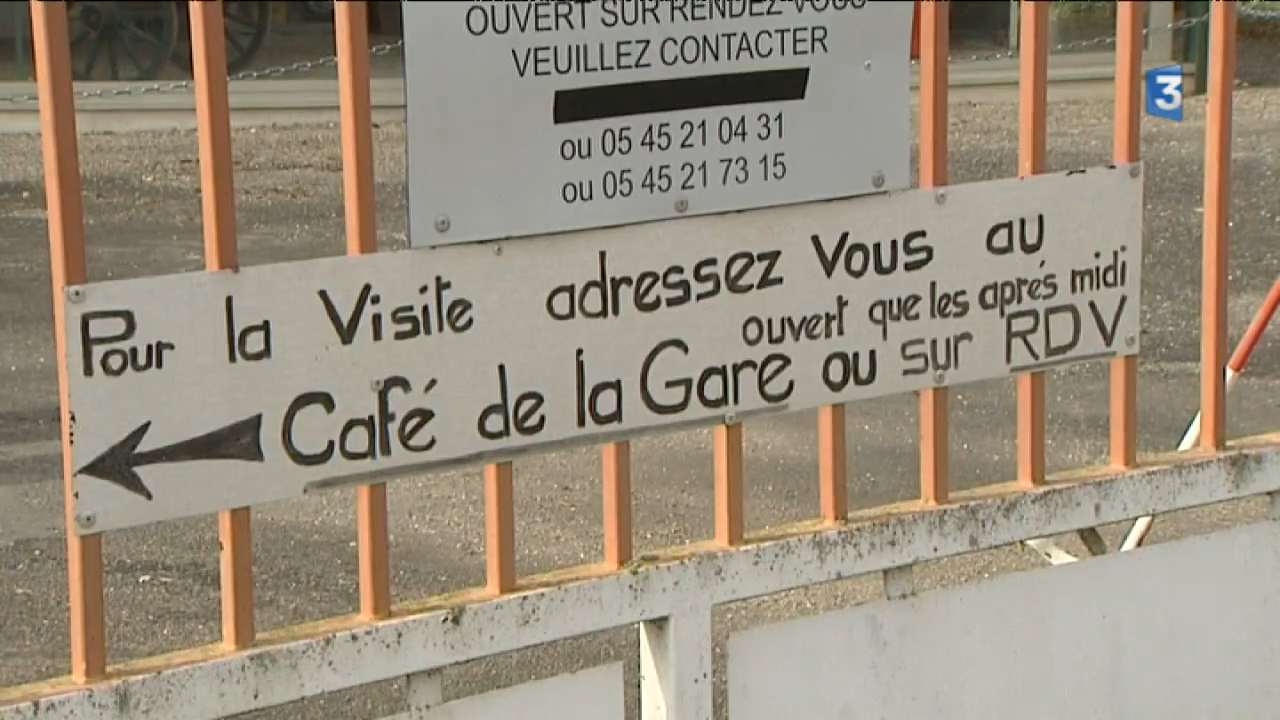 OUVERT SUR RENDEZ-VOUS
VEUILLEZ CONTACTER
ou 05 45 21 04 31
ou 05 45 21 73 15
3
Pour la Visite adressez Vous au
ouvert que les aprés midi
Café de la Gare ou sur RDV